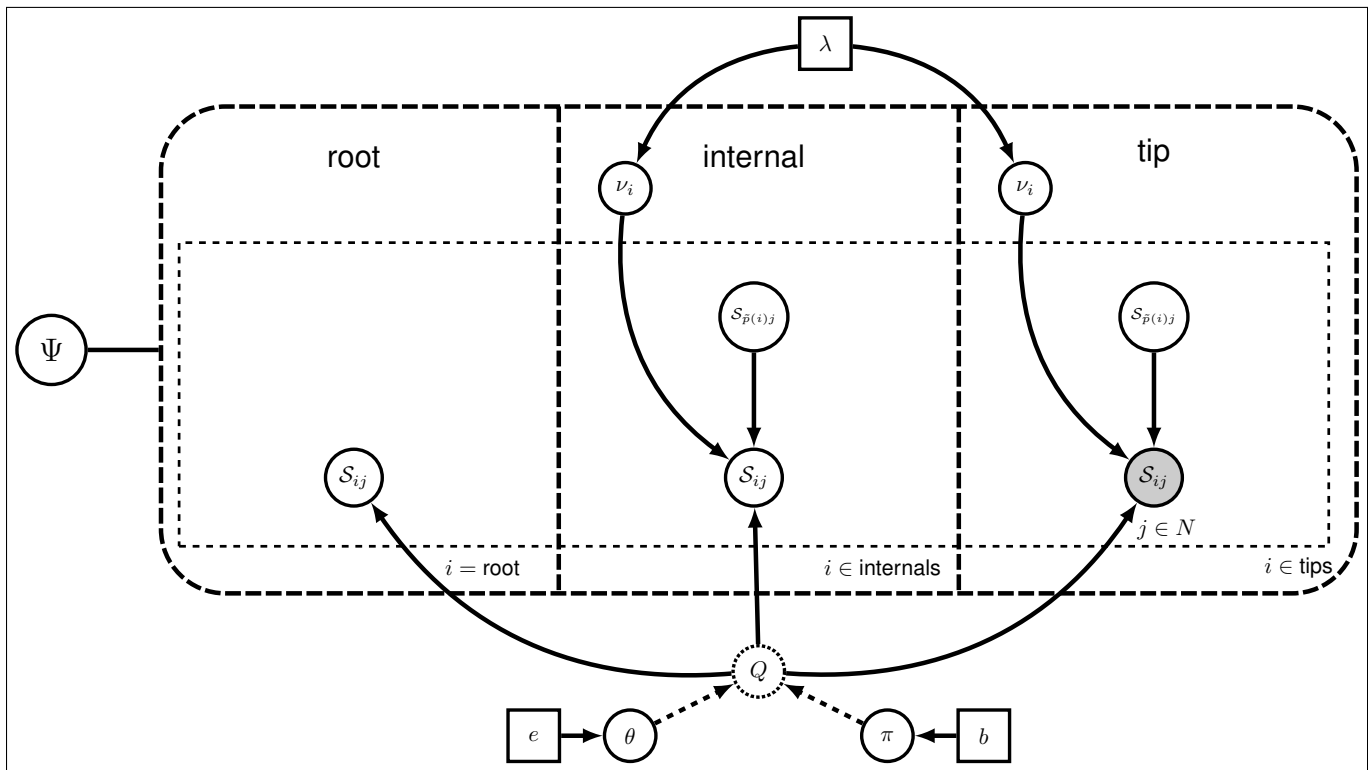 λ
root internal tip
ν_i ν_i
S_{p̃(i)j} S_{p̃(i)j}
Ψ
S_{ij} S_{ij} S_{ij}
j ∈ N
i = root i ∈ internals i ∈ tips
Q
e θ π b